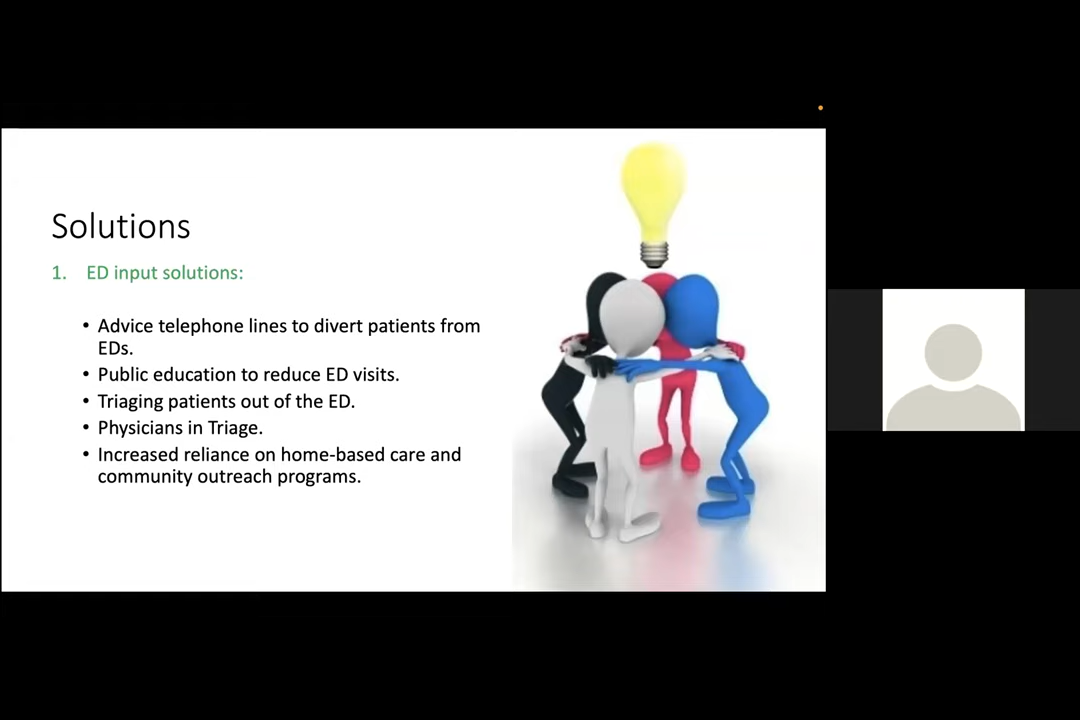 Solutions
1. ED input solutions:
• Advice telephone lines to divert patients from
EDs.
• Public education to reduce ED visits.
• Triaging patients out of the ED.
• Physicians in Triage.
• Increased reliance on home-based care and
community outreach programs.